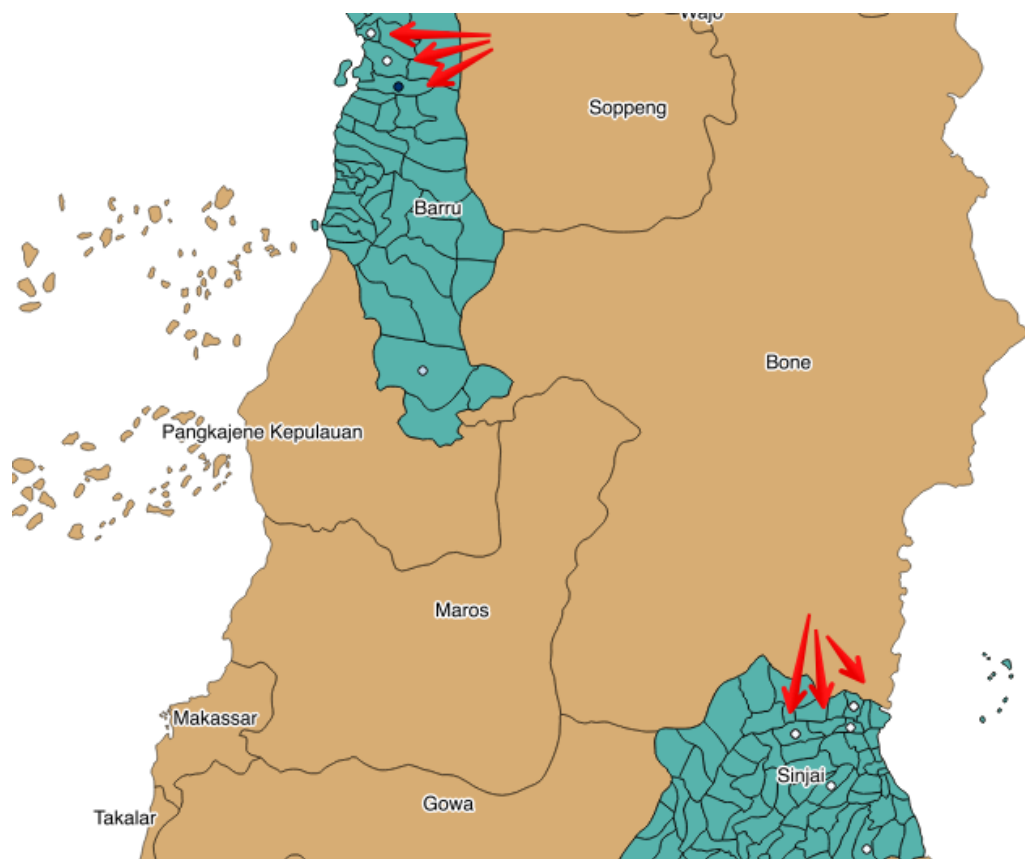 Wajo
Soppeng
Barru
Bone
Pangkajene Kepulauan
Maros
Makassar
Sinjai
Gowa
Takalar